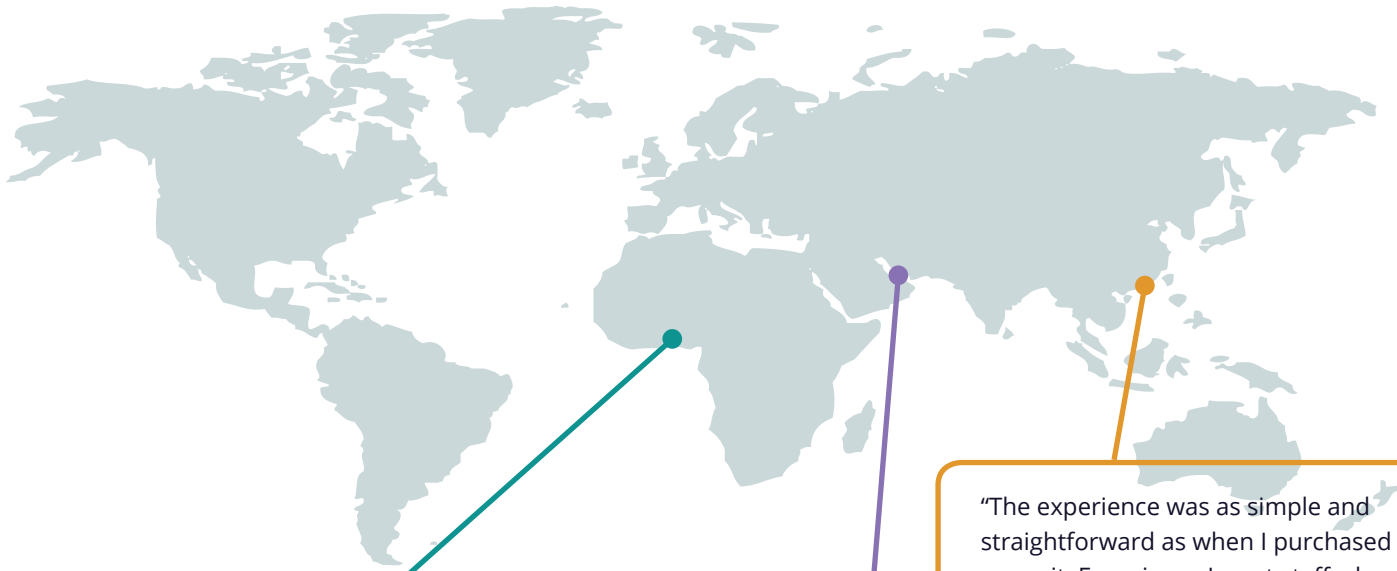 “The experience was as simple and
straightforward as when I purchased